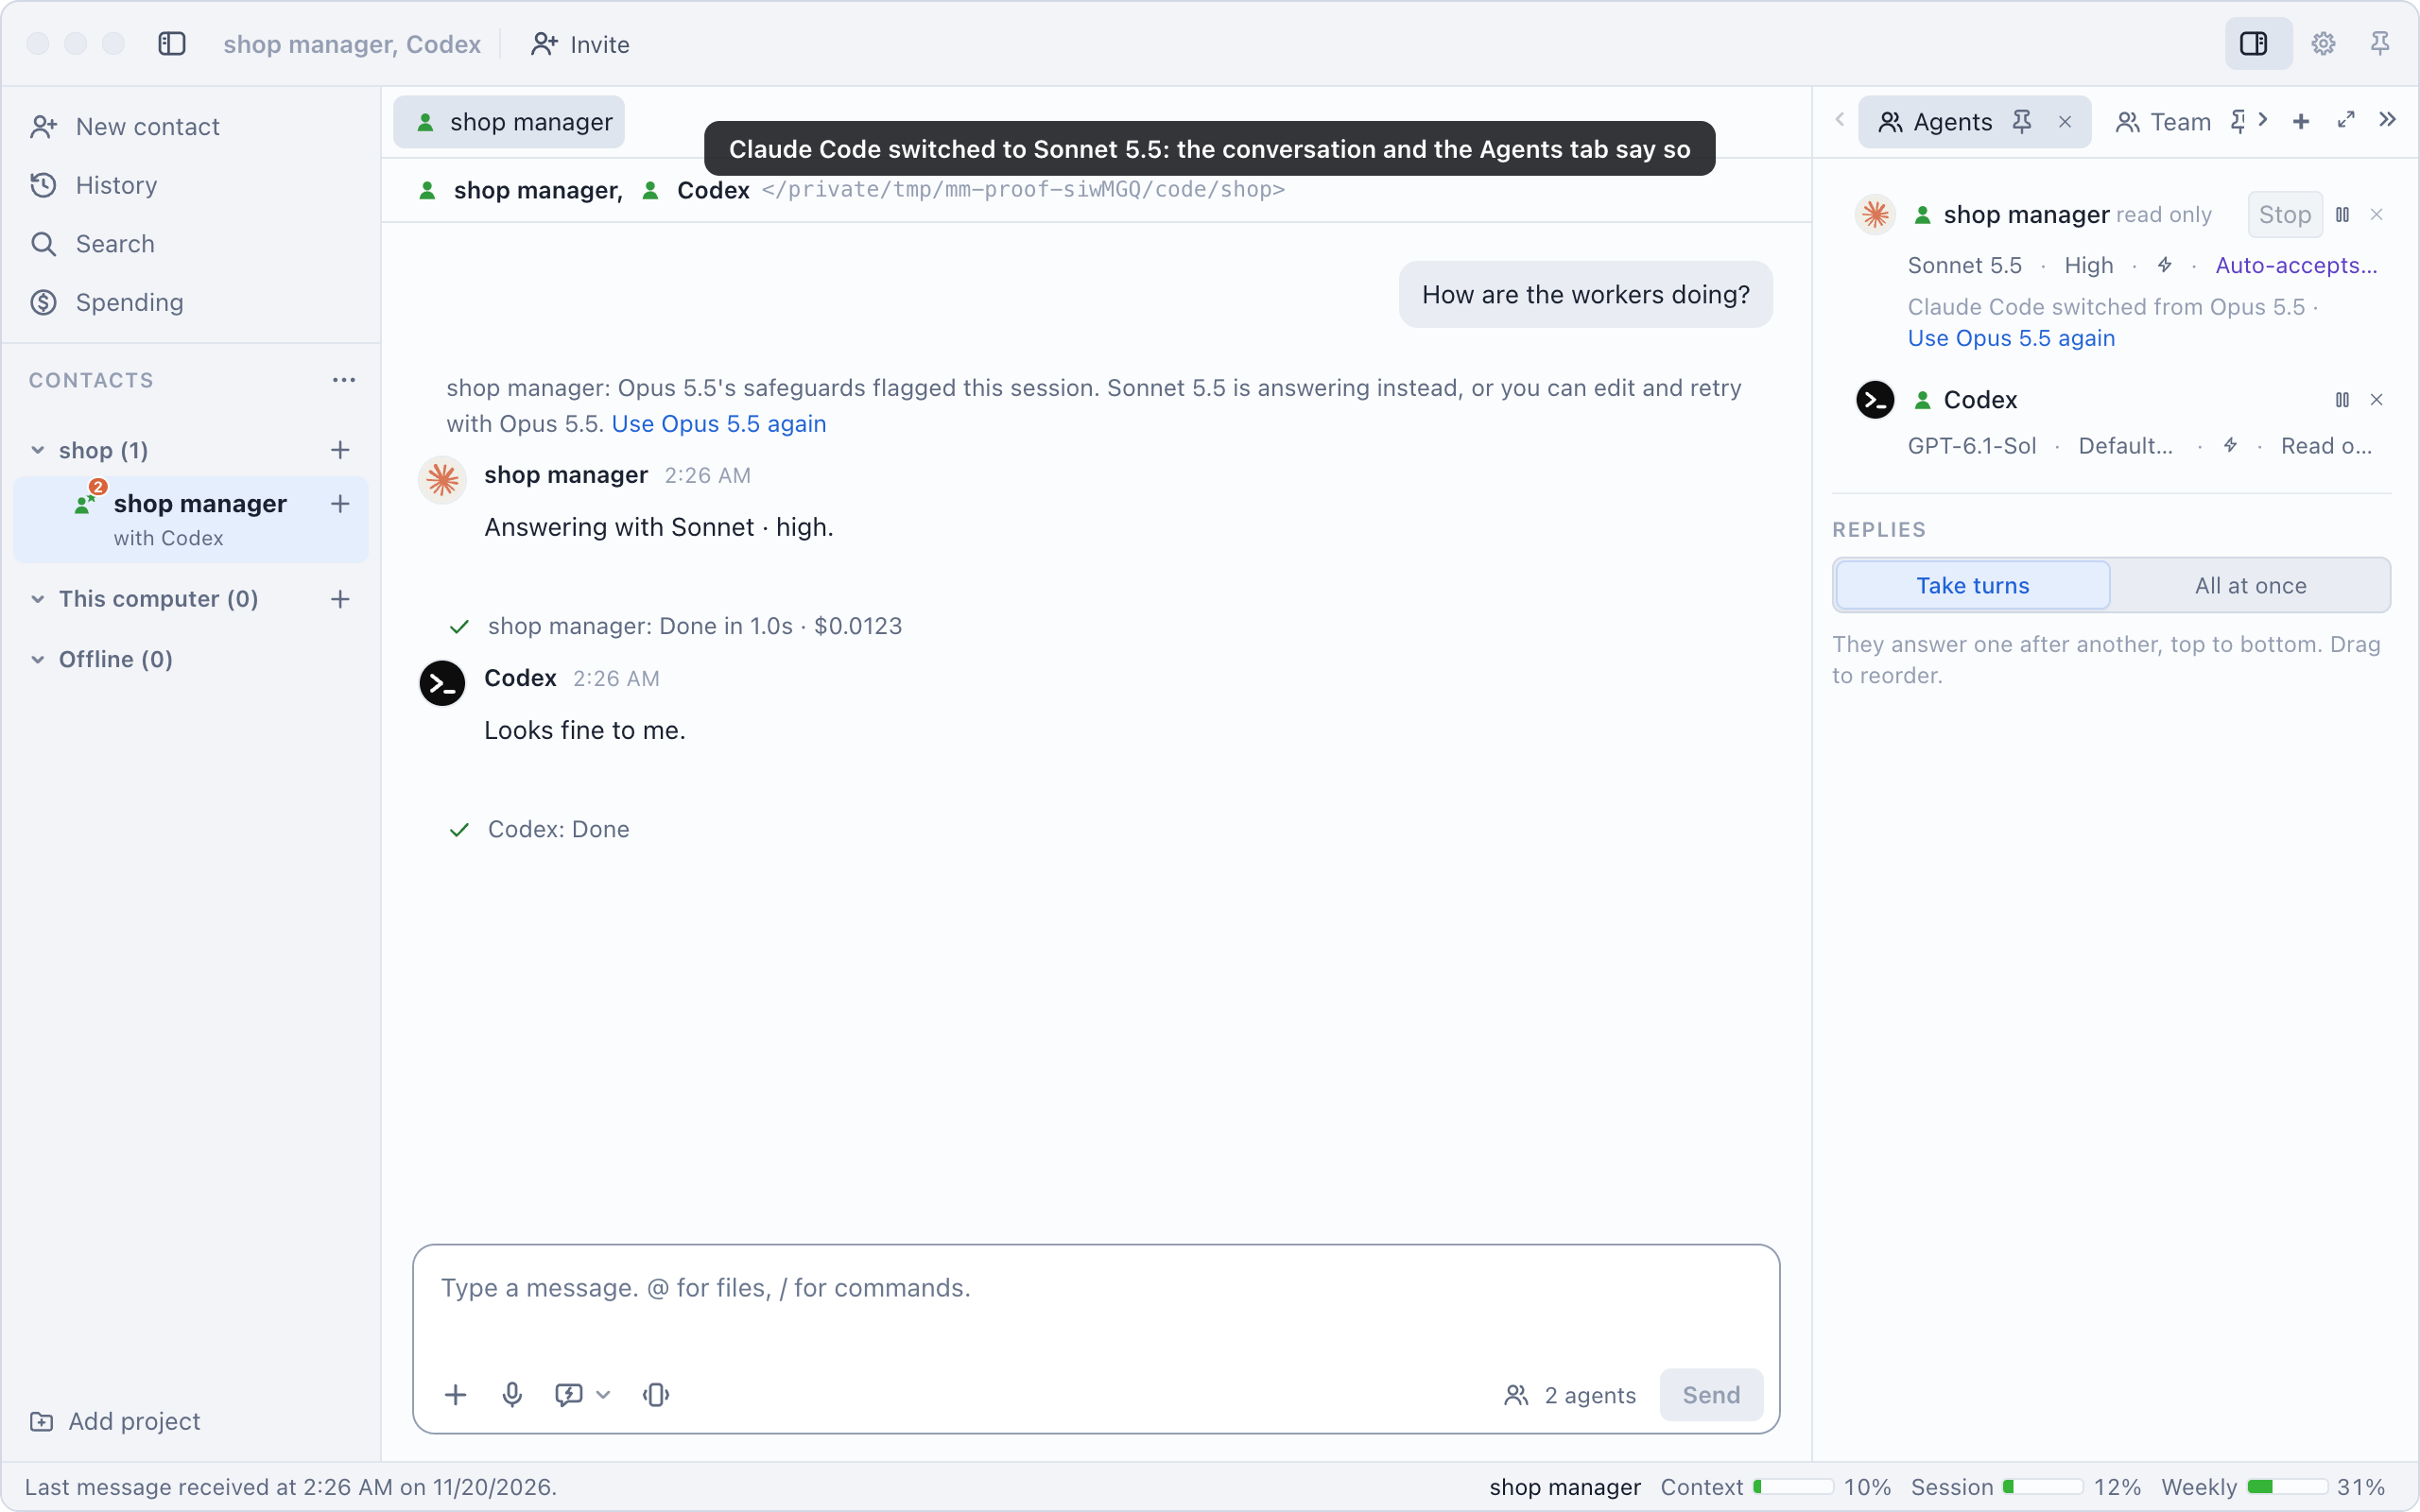 shop manager, Codex
Invite
New contact
History
Search
Spending
CONTACTS
shop (1)
2
shop manager
with Codex
This computer (0)
Offline (0)
Add project
shop manager
Claude Code switched to Sonnet 5.5: the conversation and the Agents tab say so
shop manager, Codex </private/tmp/mm-proof-siwMGQ/code/shop>
How are the workers doing?
shop manager: Opus 5.5's safeguards flagged this session. Sonnet 5.5 is answering instead, or you can edit and retry
with Opus 5.5. Use Opus 5.5 again
shop manager 2:26 AM
Answering with Sonnet · high.
shop manager: Done in 1.0s · $0.0123
Codex 2:26 AM
Looks fine to me.
Codex: Done
Type a message. @ for files, / for commands.
2 agents
Send
Agents
Team
shop manager read only
Stop
Sonnet 5.5 · High · · Auto-accepts...
Claude Code switched from Opus 5.5 ·
Use Opus 5.5 again
Codex
GPT-6.1-Sol · Default... · · Read o...
REPLIES
Take turns
All at once
They answer one after another, top to bottom. Drag
to reorder.
Last message received at 2:26 AM on 11/20/2026.
shop manager Context 10% Session 12% Weekly 31%